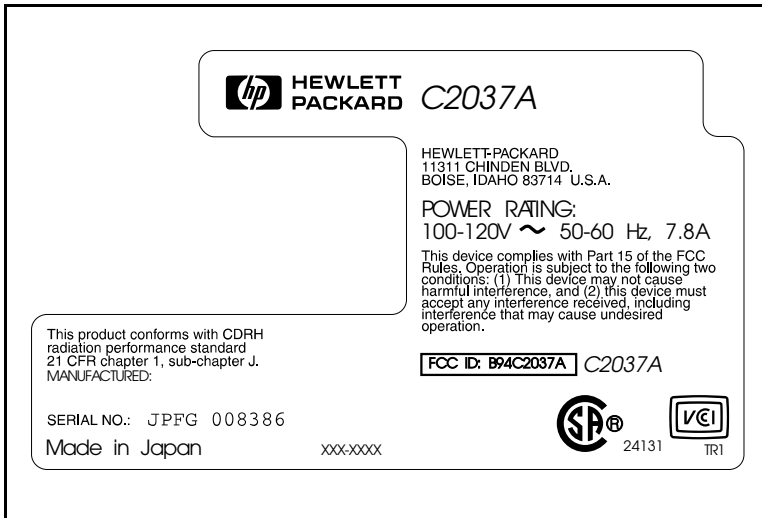 hp HEWLETT
PACKARD C2037A
HEWLETT-PACKARD
11311 CHINDEN BLVD.
BOISE, IDAHO 83714 U.S.A.
POWER RATING:
100-120V ~ 50-60 Hz, 7.8A
This device complies with Part 15 of the FCC
Rules. Operation is subject to the following two
conditions: (1) This device may not cause
harmful interference, and (2) this device must
accept any interference received, including
interference that may cause undesired
operation.
FCC ID: B94C2037A C2037A
This product conforms with CDRH
radiation performance standard
21 CFR chapter 1, sub-chapter J.
MANUFACTURED:
SERIAL NO.: JPFG 008386
Made in Japan XXX-XXXX
SA ® 24131
VCI TR1